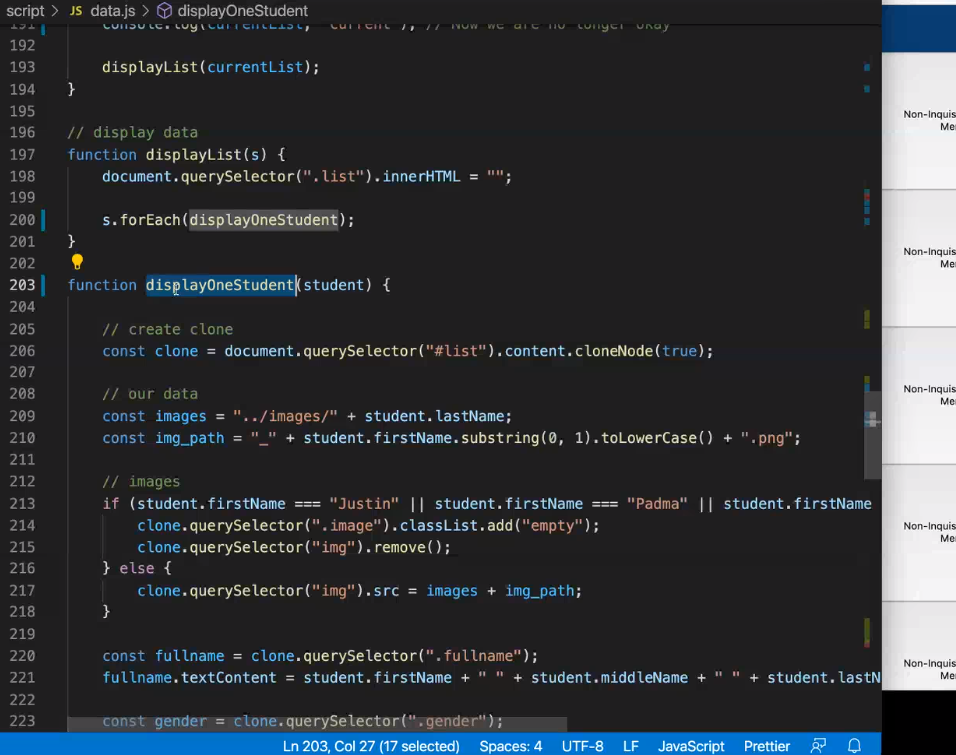 script > JS data.js > displayOneStudent
191 console.log(currentList, "Current"); // Now we are no longer okay
192
193 displayList(currentList);
194 }
195
196 // display data
197 function displayList(s) {
198 document.querySelector(".list").innerHTML = "";
199
200 s.forEach(displayOneStudent);
201 }
202
203 function displayOneStudent(student) {
204
205 // create clone
206 const clone = document.querySelector("#list").content.cloneNode(true);
207
208 // our data
209 const images = "../images/" + student.lastName;
210 const img_path = "_" + student.firstName.substring(0, 1).toLowerCase() + ".png";
211
212 // images
213 if (student.firstName === "Justin" || student.firstName === "Padma" || student.firstName
214 clone.querySelector(".image").classList.add("empty");
215 clone.querySelector("img").remove();
216 } else {
217 clone.querySelector("img").src = images + img_path;
218 }
219
220 const fullname = clone.querySelector(".fullname");
221 fullname.textContent = student.firstName + " " + student.middleName + " " + student.lastN
222
223 const gender = clone.querySelector(".gender");
Ln 203, Col 27 (17 selected) Spaces: 4 UTF-8 LF JavaScript Prettier
Non-Inquis
Mer
Non-Inquis
Mer
Non-Inquis
Mer
Non-Inquis
Mer
Non-Inquis
Mer